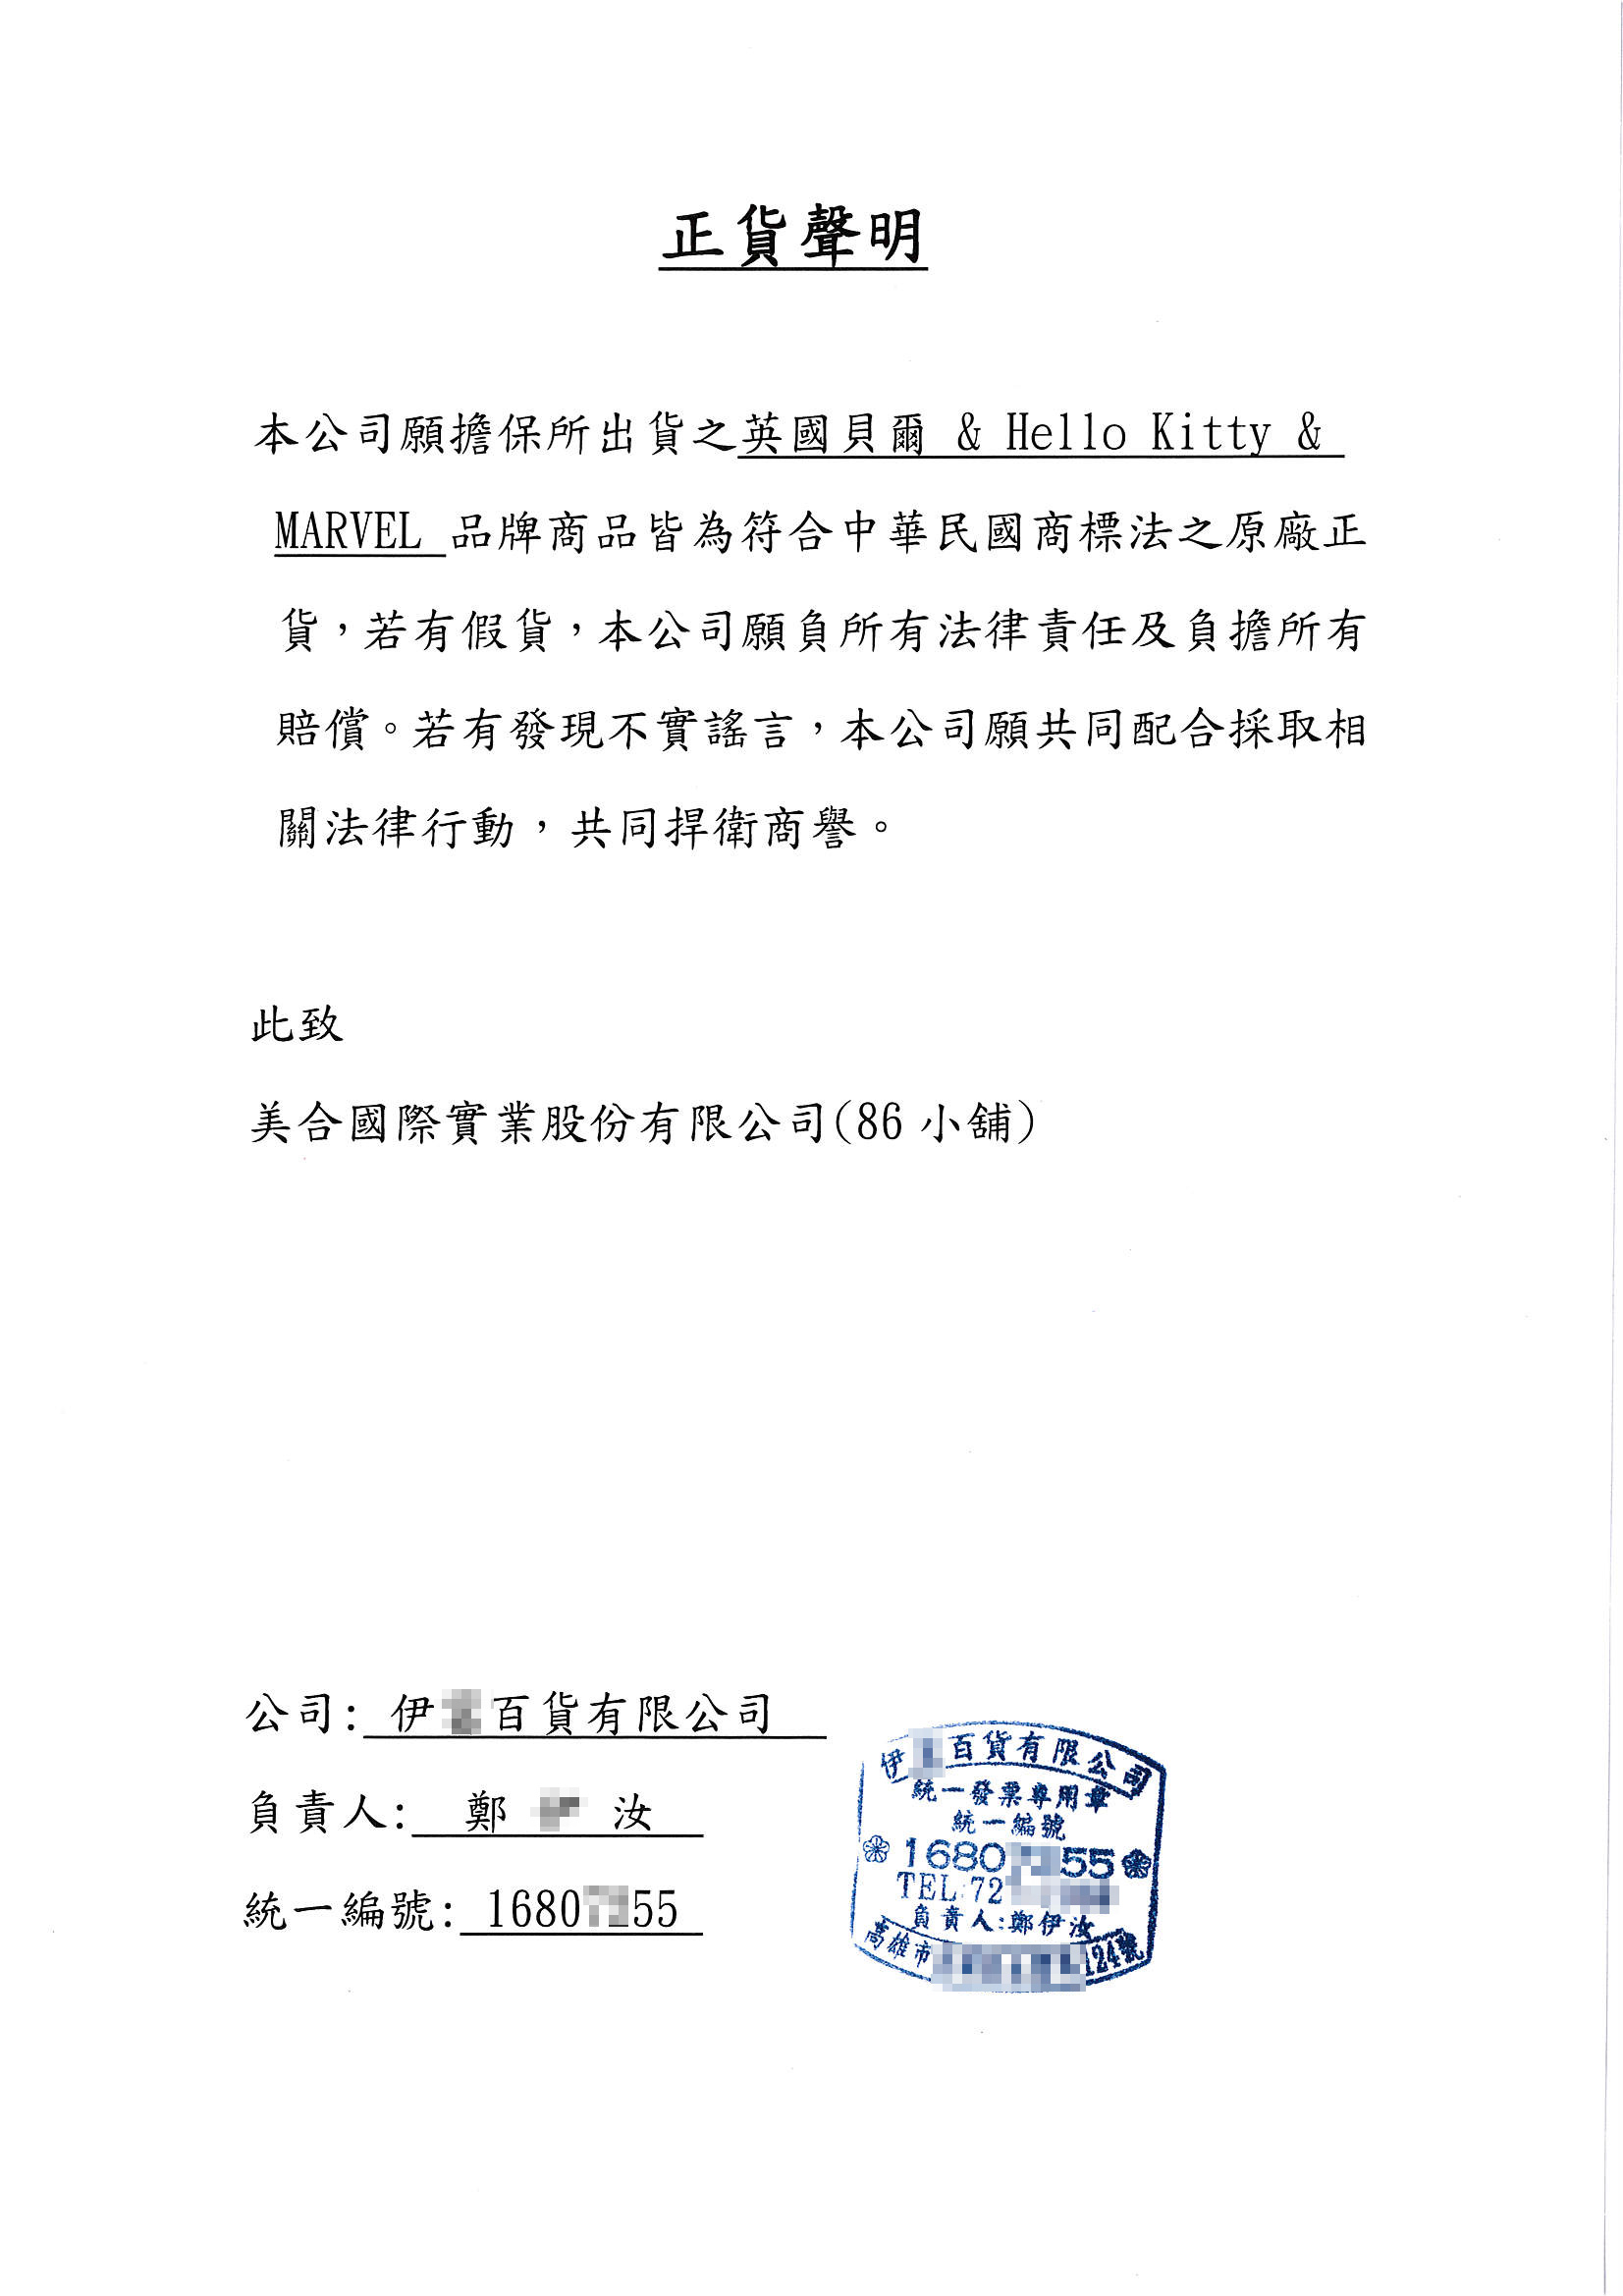 正貨聲明
本公司願擔保所出貨之英國貝爾 & Hello Kitty &
MARVEL 品牌商品皆為符合中華民國商標法之原廠正
貨，若有假貨，本公司願負所有法律責任及負擔所有
賠償。若有發現不實謠言，本公司願共同配合採取相
關法律行動，共同捍衛商譽。
此致
美合國際實業股份有限公司(86 小舖)
公司: 伊 百貨有限公司
負責人: 鄭 汝
統一編號: 1680 55
伊 百貨有限公司
統一發票專用章
統一編號
1680 55
TEL:72
負責人:鄭伊汝
高雄市 124號